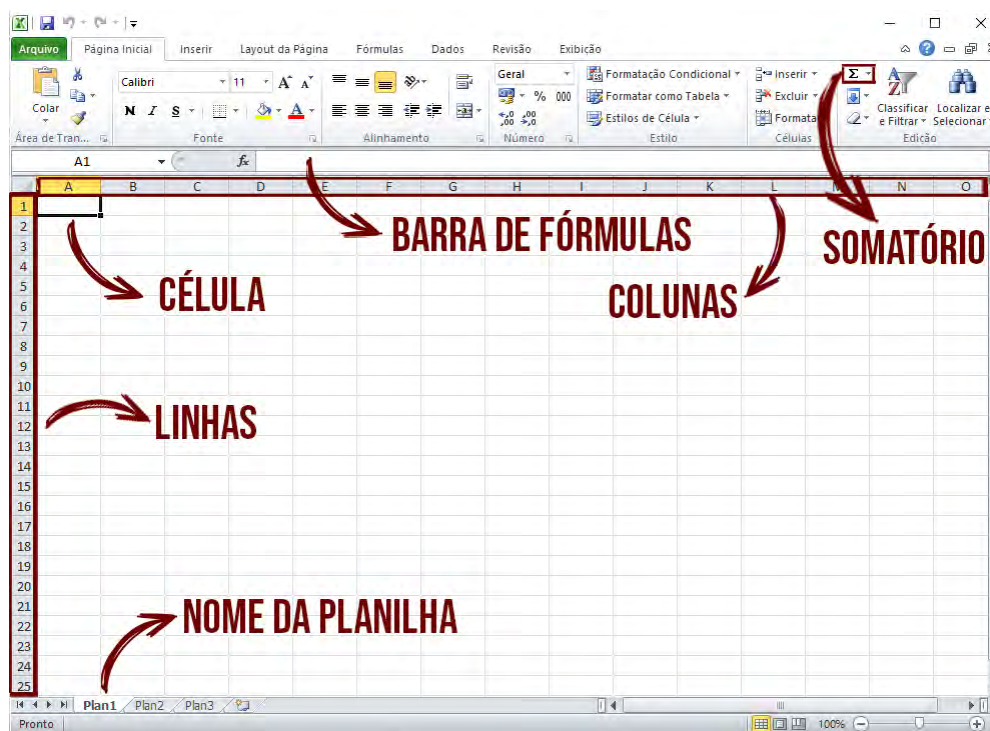 Arquivo Página Inicial Inserir Layout da Página Fórmulas Dados Revisão Exibição
Calibri 11 Geral Formatação Condicional Inserir Σ
Colar N I S % 000 Formatar como Tabela Excluir Classificar e Filtrar Localizar e Selecionar
Estilos de Célula Formata
Área de Tran... Fonte Alinhamento Número Estilo Células Edição
A1 fx
A B C D E F G H I J K L M N O
1
2
BARRA DE FÓRMULAS
3
SOMATÓRIO
4
5
CÉLULA
COLUNAS
6
7
8
9
10
11
12
LINHAS
13
14
15
16
17
18
19
20
21
NOME DA PLANILHA
22
23
24
25
Plan1 Plan2 Plan3
Pronto 100%